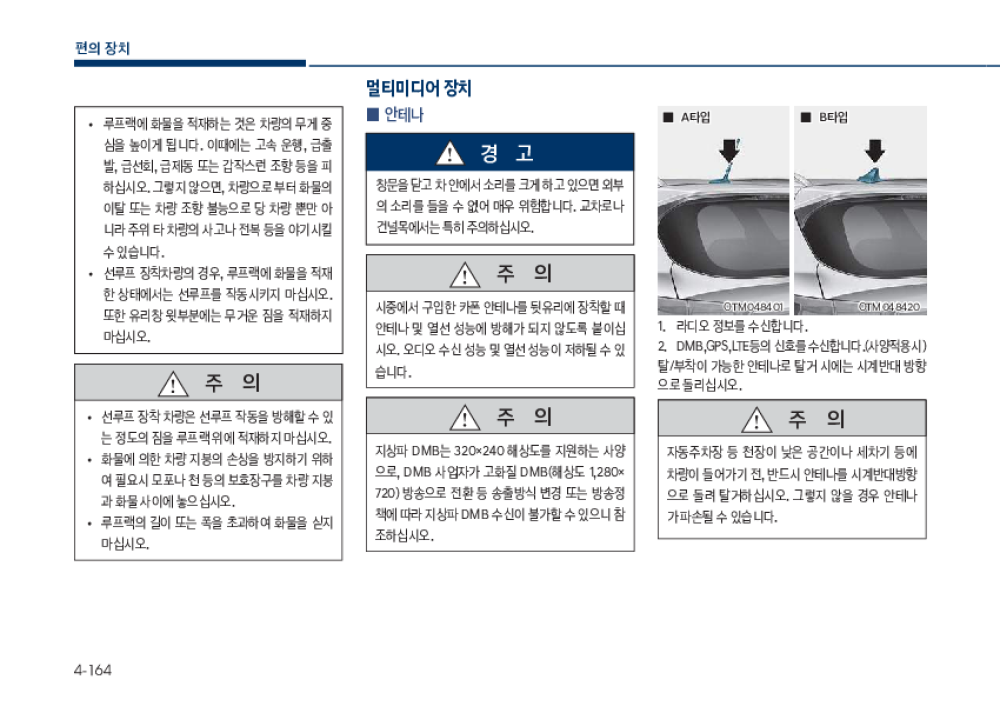 편의 장치
• 루프랙에 화물을 적재하는 것은 차량의 무게 중
심을 높이게 됩니다. 이때에는 고속 운행, 급출
발, 급선회, 급제동 또는 갑작스런 조향 등을 피
하십시오. 그렇지 않으면, 차량으로부터 화물의
이탈 또는 차량 조향 불능으로 당 차량 뿐만 아
니라 주위 타 차량의 사고나 전복 등을 야기시킬
수 있습니다.
• 선루프 장착차량의 경우, 루프랙에 화물을 적재
한 상태에서는 선루프를 작동시키지 마십시오.
또한 유리창 윗부분에는 무거운 짐을 적재하지
마십시오.
주 의
• 선루프 장착 차량은 선루프 작동을 방해할 수 있
는 정도의 짐을 루프랙위에 적재하지 마십시오.
• 화물에 의한 차량 지붕의 손상을 방지하기 위하
여 필요시 모포나 천 등의 보호장구를 차량 지붕
과 화물 사이에 놓으십시오.
• 루프랙의 길이 또는 폭을 초과하여 화물을 싣지
마십시오.
멀티미디어 장치
■ 안테나
경 고
창문을 닫고 차 안에서 소리를 크게 하고 있으면 외부
의 소리를 들을 수 없어 매우 위험합니다. 교차로나
건널목에서는 특히 주의하십시오.
주 의
시중에서 구입한 카폰 안테나를 뒷유리에 장착할 때
안테나 및 열선 성능에 방해가 되지 않도록 붙이십
시오. 오디오 수신 성능 및 열선 성능이 저하될 수 있
습니다.
주 의
지상파 DMB는 320×240 해상도를 지원하는 사양
으로, DMB 사업자가 고화질 DMB(해상도 1,280×
720) 방송으로 전환 등 송출방식 변경 또는 방송정
책에 따라 지상파 DMB 수신이 불가할 수 있으니 참
조하십시오.
■ A타입
OTM048401
■ B타입
OTM048420
1. 라디오 정보를 수신합니다.
2. DMB,GPS,LTE등의 신호를 수신합니다.(사양적용시)
탈/부착이 가능한 안테나로 탈거 시에는 시계반대 방향
으로 돌리십시오.
주 의
자동주차장 등 천장이 낮은 공간이나 세차기 등에
차량이 들어가기 전, 반드시 안테나를 시계반대방향
으로 돌려 탈거하십시오. 그렇지 않을 경우 안테나
가 파손될 수 있습니다.
4-164